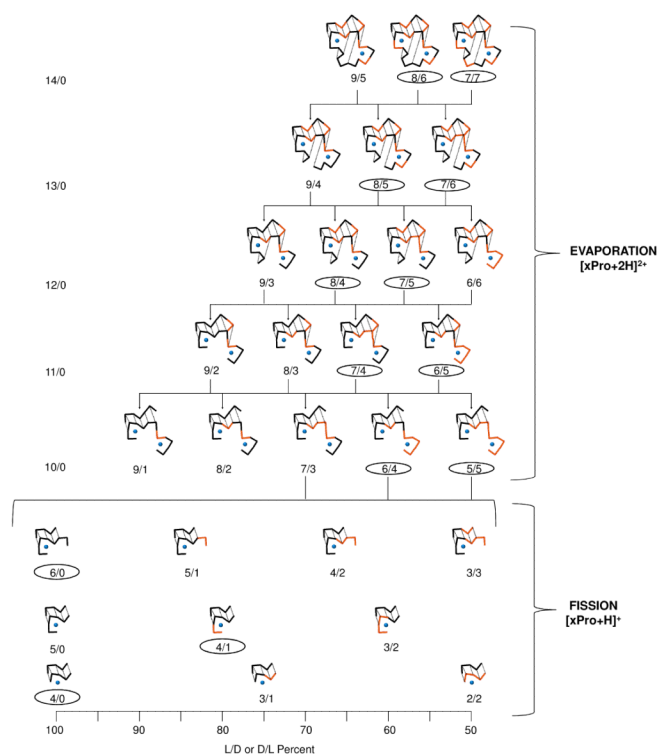 14/0
9/5 8/6 7/7
13/0
9/4 8/5 7/6
EVAPORATION
[xPro+2H]²⁺
12/0
9/3 8/4 7/5 6/6
11/0
9/2 8/3 7/4 6/5
10/0
9/1 8/2 7/3 6/4 5/5
6/0 5/1 4/2 3/3
FISSION
[xPro+H]⁺
5/0 4/1 3/2
4/0 3/1 2/2
100 90 80 70 60 50
L/D or D/L Percent